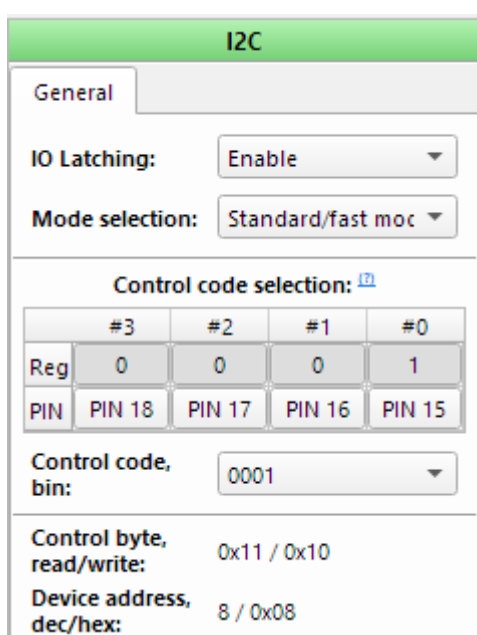 I2C
General
IO Latching: Enable
Mode selection: Standard/fast moc
Control code selection: (?)
#3 #2 #1 #0
Reg 0 0 0 1
PIN PIN 18 PIN 17 PIN 16 PIN 15
Control code,
bin: 0001
Control byte,
read/write: 0x11 / 0x10
Device address,
dec/hex: 8 / 0x08